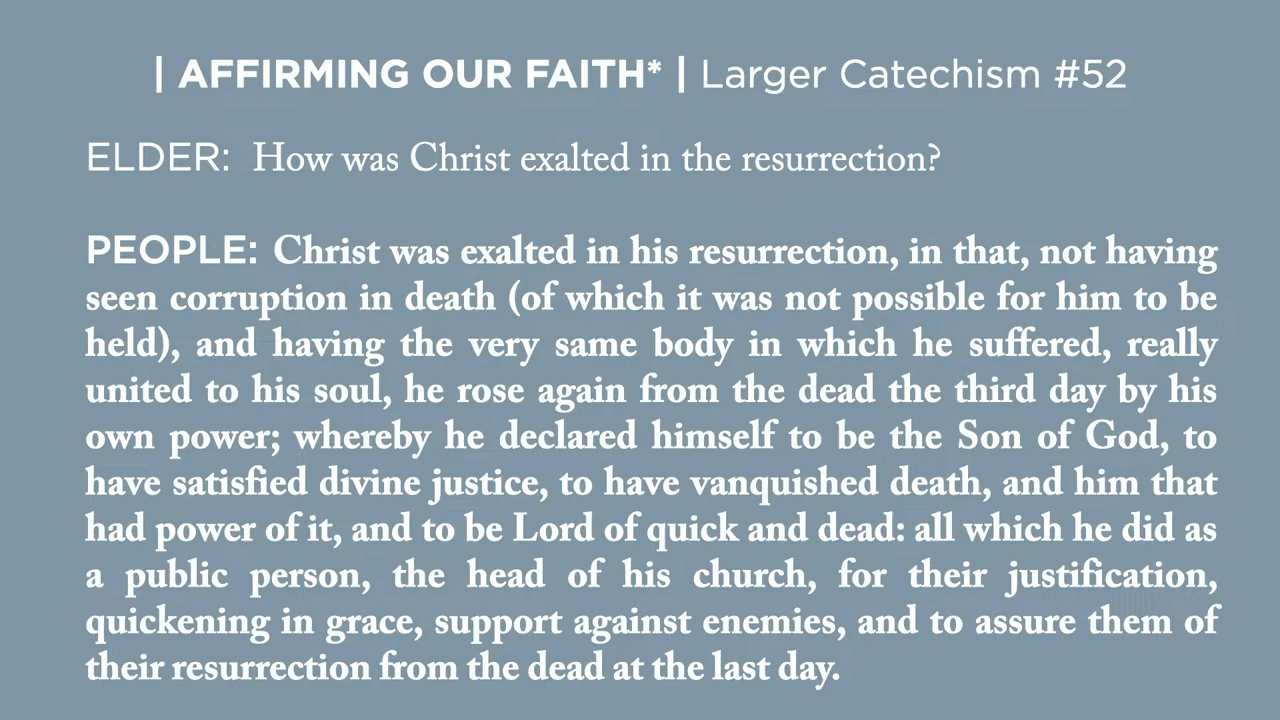 | AFFIRMING OUR FAITH* | Larger Catechism #52
ELDER: How was Christ exalted in the resurrection?
PEOPLE: Christ was exalted in his resurrection, in that, not having
seen corruption in death (of which it was not possible for him to be
held), and having the very same body in which he suffered, really
united to his soul, he rose again from the dead the third day by his
own power; whereby he declared himself to be the Son of God, to
have satisfied divine justice, to have vanquished death, and him that
had power of it, and to be Lord of quick and dead: all which he did as
a public person, the head of his church, for their justification,
quickening in grace, support against enemies, and to assure them of
their resurrection from the dead at the last day.